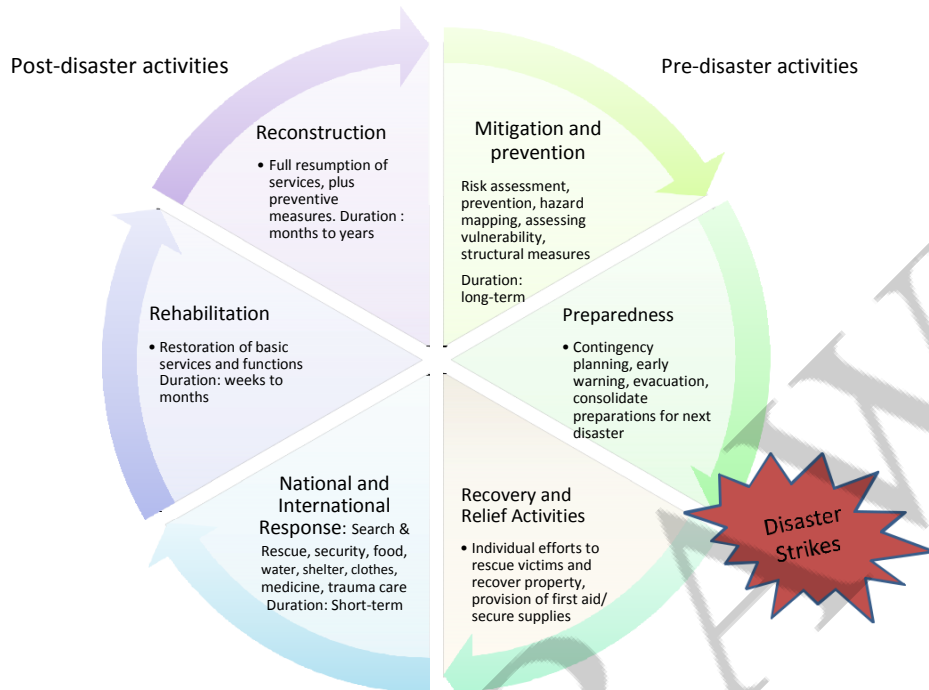 Post-disaster activities
Pre-disaster activities
Mitigation and
prevention
Risk assessment,
prevention, hazard
mapping, assessing
vulnerability,
structural measures
Duration:
long-term
Preparedness
• Contingency
planning, early
warning, evacuation,
consolidate
preparations for next
disaster
Disaster
Strikes
Recovery and
Relief Activities
• Individual efforts to
rescue victims and
recover property,
provision of first aid/
secure supplies
National and
International
Response: Search &
Rescue, security, food,
water, shelter, clothes,
medicine, trauma care
Duration: Short-term
Rehabilitation
• Restoration of basic
services and functions
Duration: weeks to
months
Reconstruction
• Full resumption of
services, plus
preventive
measures. Duration :
months to years